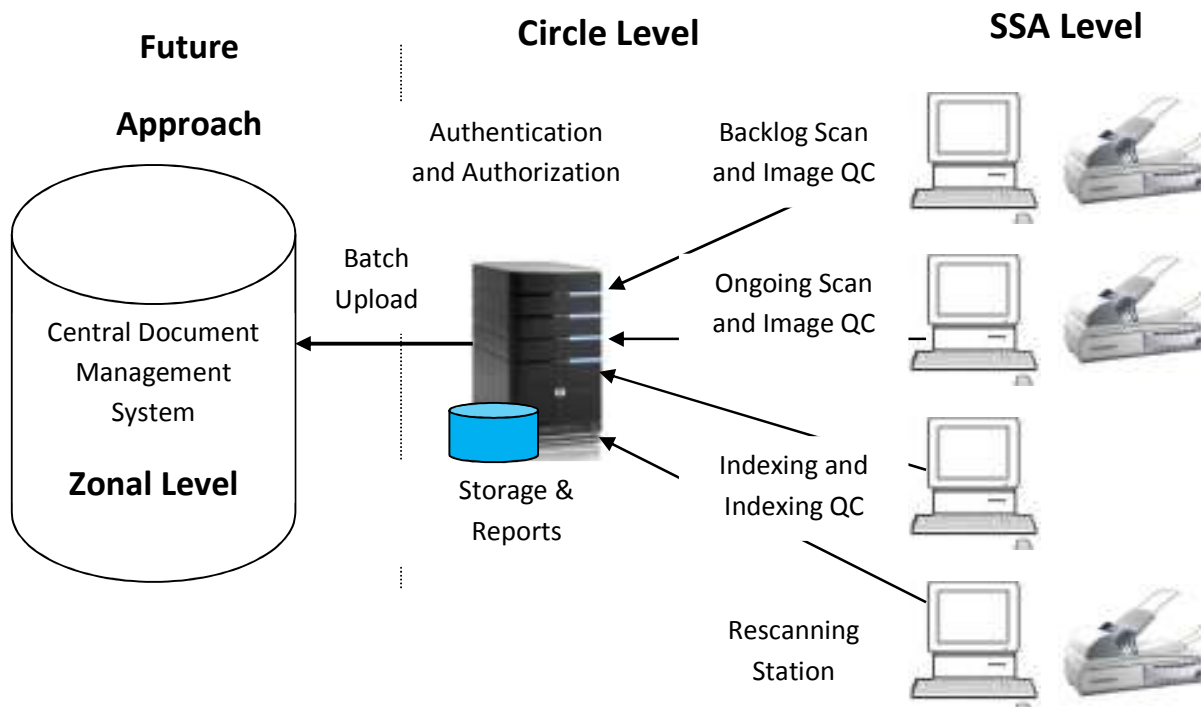 Future
Approach
Circle Level
SSA Level
Authentication
and Authorization
Backlog Scan
and Image QC
Batch
Upload
Ongoing Scan
and Image QC
Central Document
Management
System
Zonal Level
Storage &
Reports
Indexing and
Indexing QC
Rescanning
Station